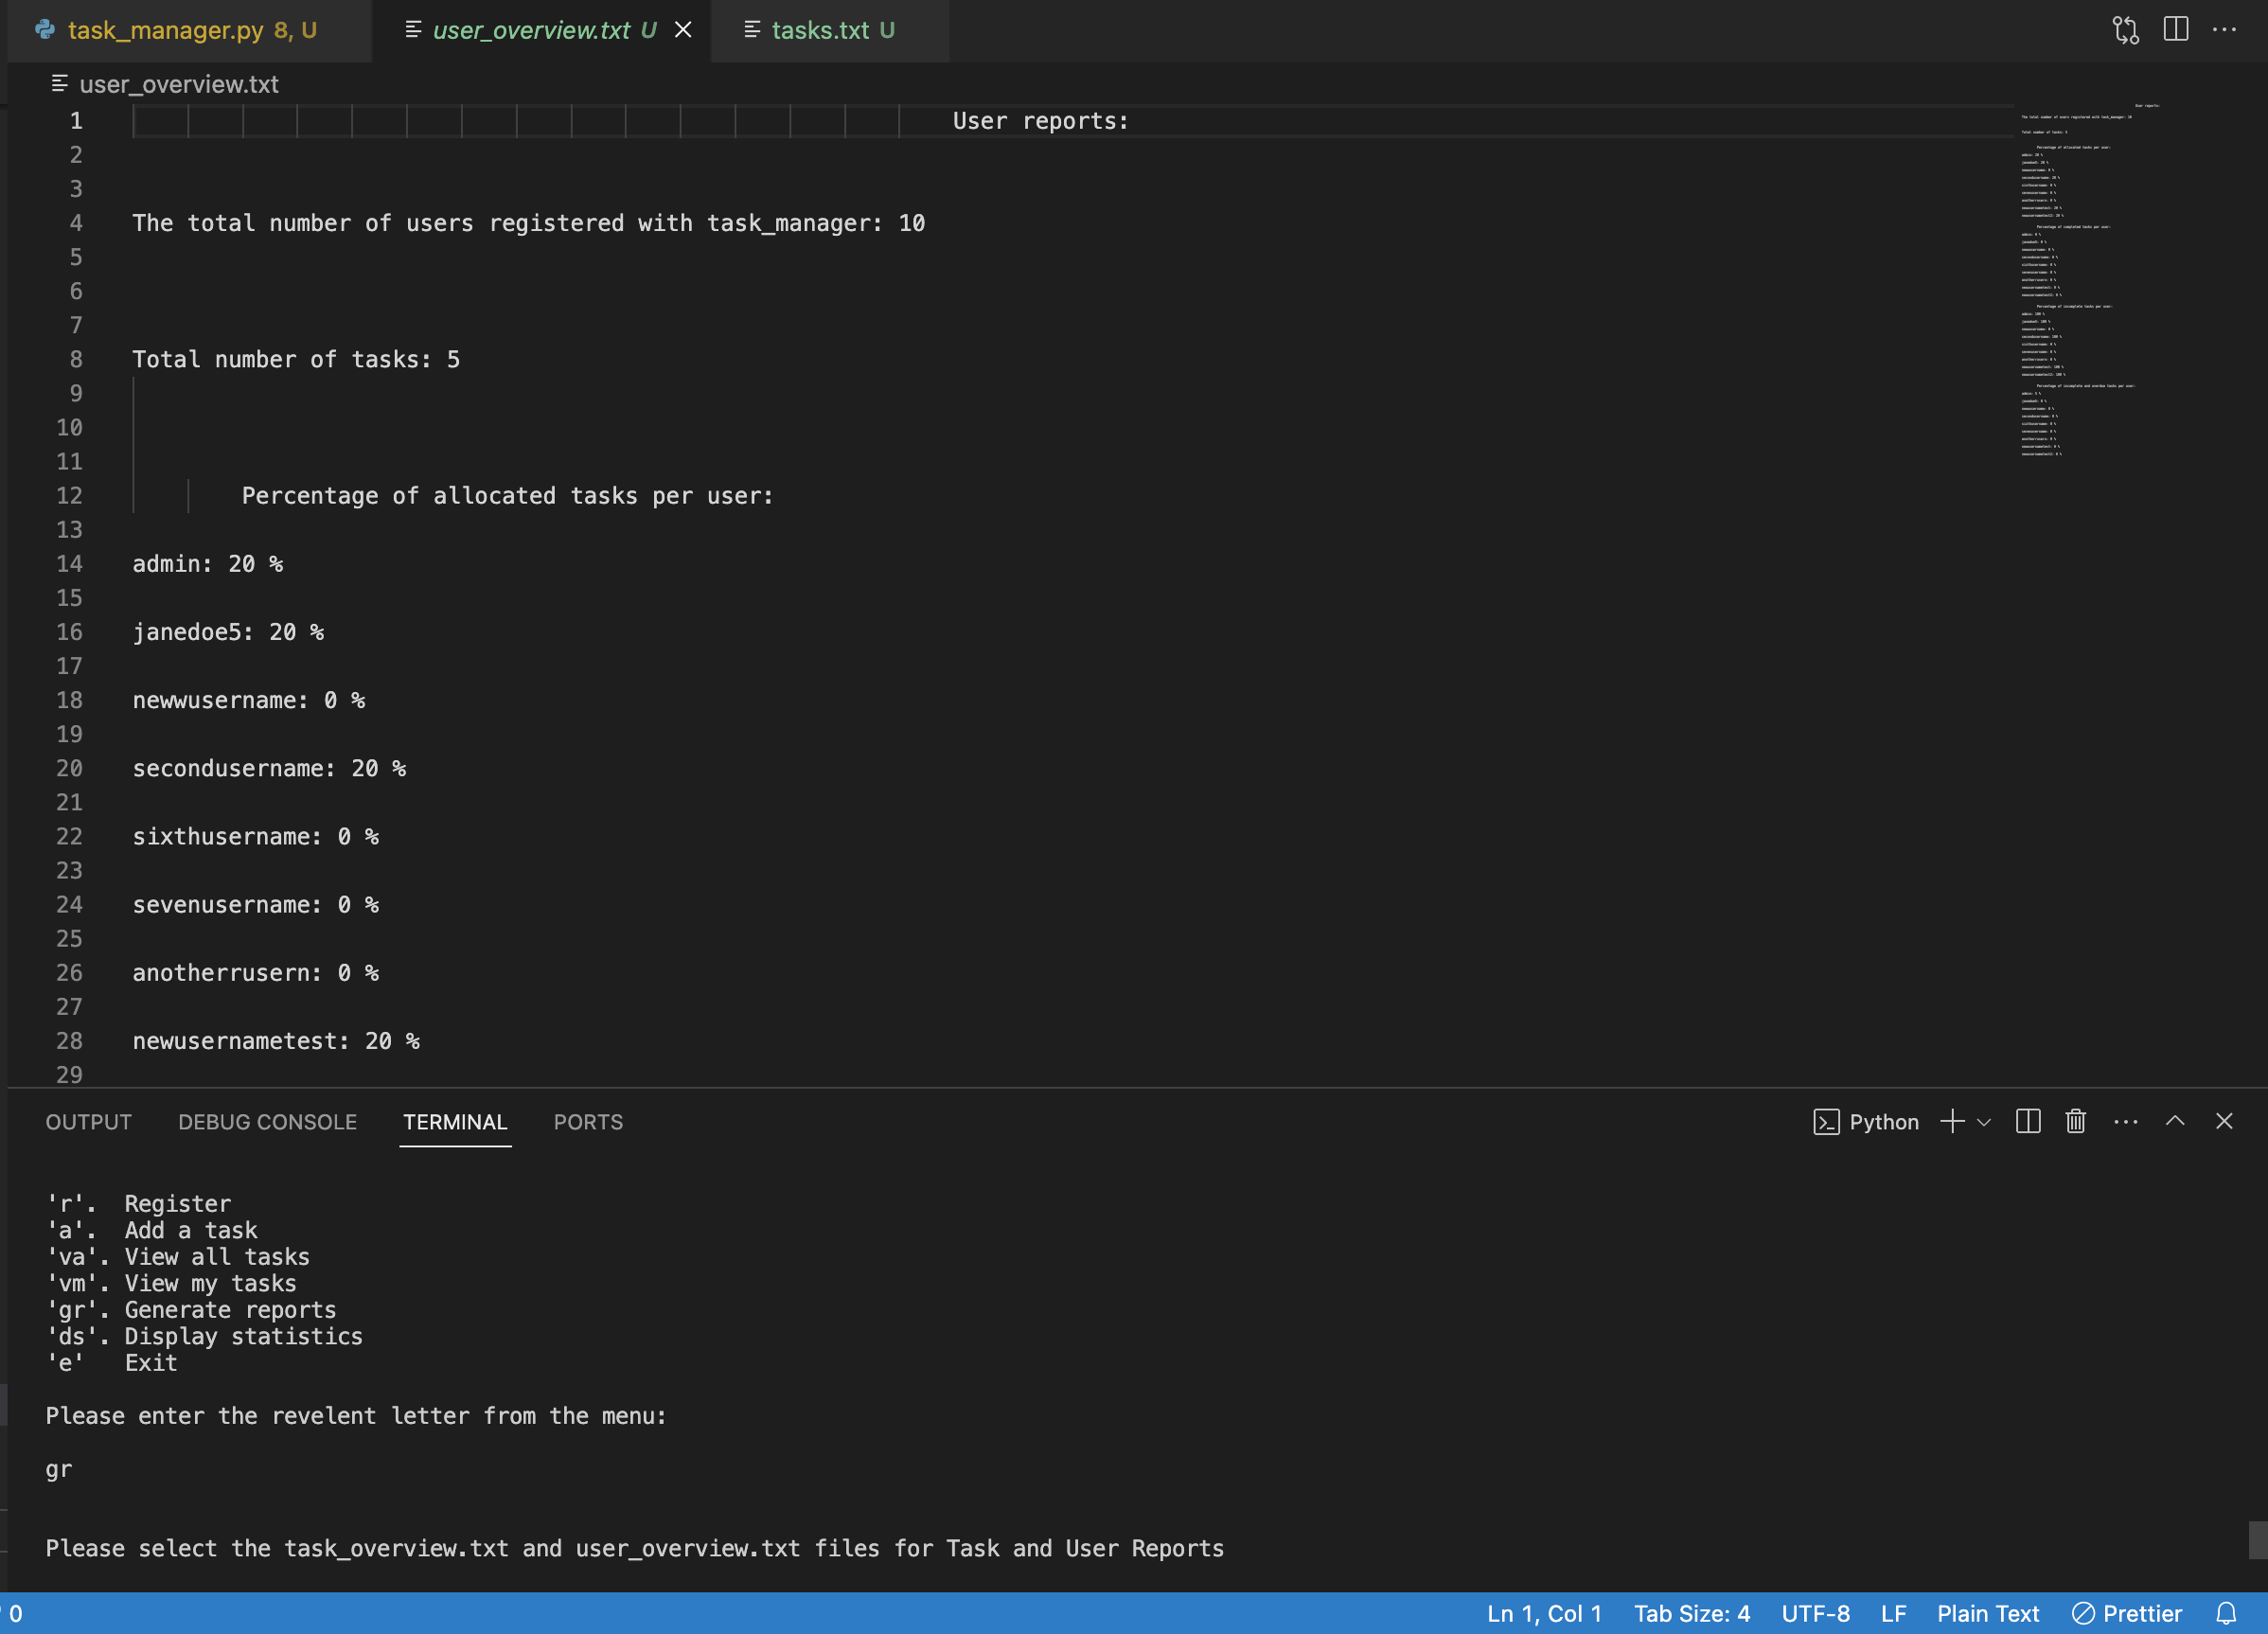 task_manager.py 8, U
user_overview.txt U
tasks.txt U
user_overview.txt
1 User reports:
2
3
4 The total number of users registered with task_manager: 10
5
6
7
8 Total number of tasks: 5
9
10
11
12 Percentage of allocated tasks per user:
13
14 admin: 20 %
15
16 janedoe5: 20 %
17
18 newwusername: 0 %
19
20 secondusername: 20 %
21
22 sixthusername: 0 %
23
24 sevenusername: 0 %
25
26 anotherrusern: 0 %
27
28 newusernametest: 20 %
29
OUTPUT DEBUG CONSOLE TERMINAL PORTS
Python
'r'. Register
'a'. Add a task
'va'. View all tasks
'vm'. View my tasks
'gr'. Generate reports
'ds'. Display statistics
'e' Exit
Please enter the revelent letter from the menu:
gr
Please select the task_overview.txt and user_overview.txt files for Task and User Reports
0 Ln 1, Col 1 Tab Size: 4 UTF-8 LF Plain Text Prettier